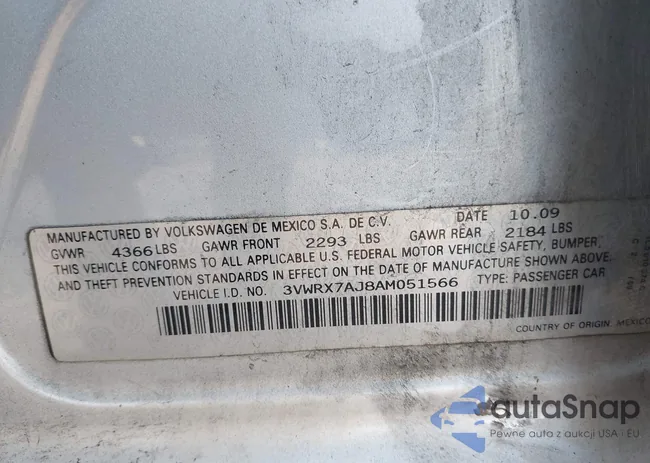 MANUFACTURED BY VOLKSWAGEN DE MEXICO S.A. DE C.V. DATE 10.09
GVWR 4366 LBS GAWR FRONT 2293 LBS GAWR REAR 2184 LBS
THIS VEHICLE CONFORMS TO ALL APPLICABLE U.S. FEDERAL MOTOR VEHICLE SAFETY, BUMPER,
AND THEFT PREVENTION STANDARDS IN EFFECT ON THE DATE OF MANUFACTURE SHOWN ABOVE.
VEHICLE I.D. NO. 3VWRX7AJ8AM051566 TYPE: PASSENGER CAR
COUNTRY OF ORIGIN MEXICO
autaSnap
Pewne auto z aukcji USA i EU